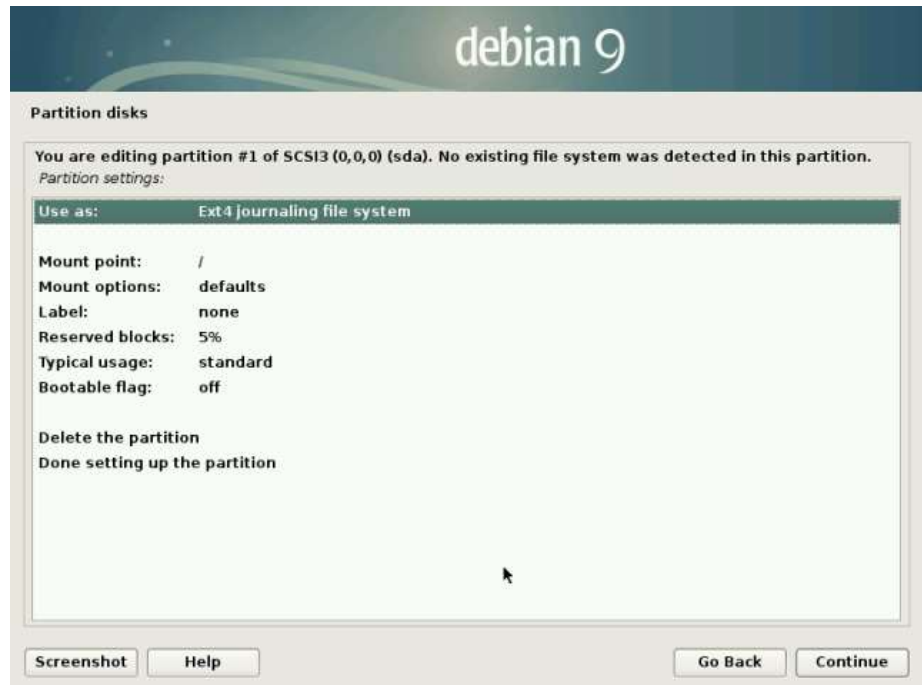 debian 9
Partition disks
You are editing partition #1 of SCSI3 (0,0,0) (sda). No existing file system was detected in this partition.
Partition settings:
Use as: Ext4 journaling file system
Mount point: /
Mount options: defaults
Label: none
Reserved blocks: 5%
Typical usage: standard
Bootable flag: off
Delete the partition
Done setting up the partition
Screenshot Help Go Back Continue